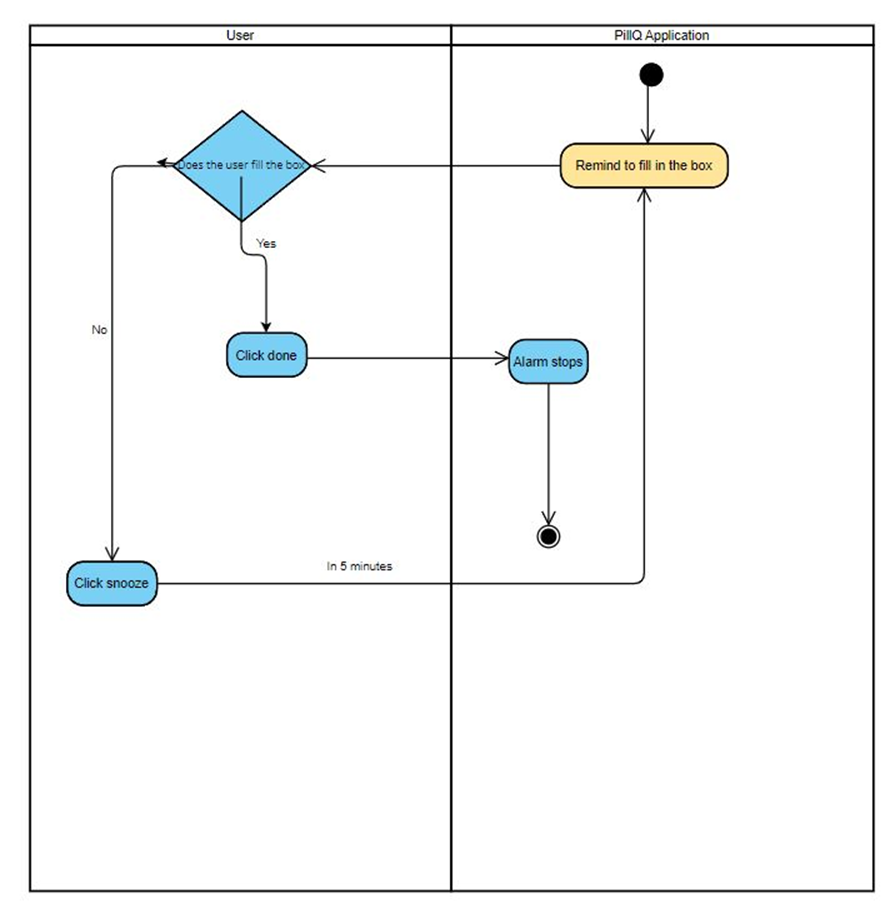 User
PillQ Application
Does the user fill the box
Remind to fill in the box
Yes
No
Click done
Alarm stops
In 5 minutes
Click snooze